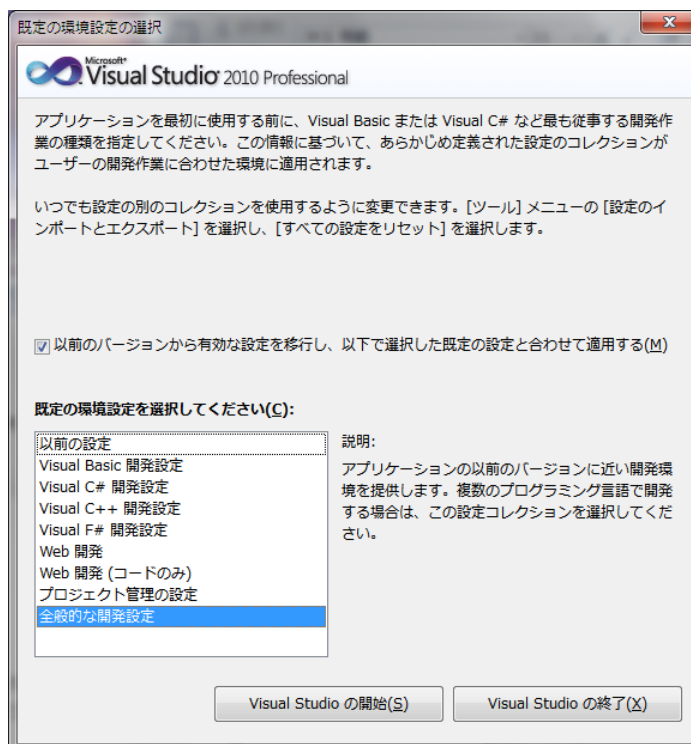 既定の環境設定の選択
Microsoft
Visual Studio 2010 Professional
アプリケーションを最初に使用する前に、Visual Basic または Visual C# など最も従事する開発作
業の種類を指定してください。この情報に基づいて、あらかじめ定義された設定のコレクションが
ユーザーの開発作業に合わせた環境に適用されます。
いつでも設定の別のコレクションを使用するように変更できます。[ツール] メニューの [設定のイ
ンポートとエクスポート] を選択し、[すべての設定をリセット] を選択します。
以前のバージョンから有効な設定を移行し、以下で選択した既定の設定と合わせて適用する(M)
既定の環境設定を選択してください(C):
以前の設定
Visual Basic 開発設定
Visual C# 開発設定
Visual C++ 開発設定
Visual F# 開発設定
Web 開発
Web 開発 (コードのみ)
プロジェクト管理の設定
全般的な開発設定
説明:
アプリケーションの以前のバージョンに近い開発環
境を提供します。複数のプログラミング言語で開発
する場合は、この設定コレクションを選択してくだ
さい。
Visual Studio の開始(S)
Visual Studio の終了(X)